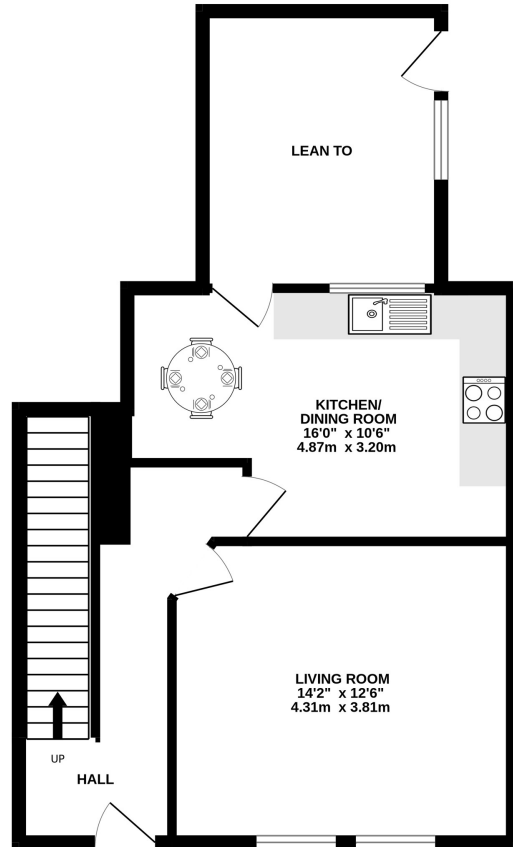 LEAN TO
KITCHEN/
DINING ROOM
16'0" x 10'6"
4.87m x 3.20m
LIVING ROOM
14'2" x 12'6"
4.31m x 3.81m
UP
HALL